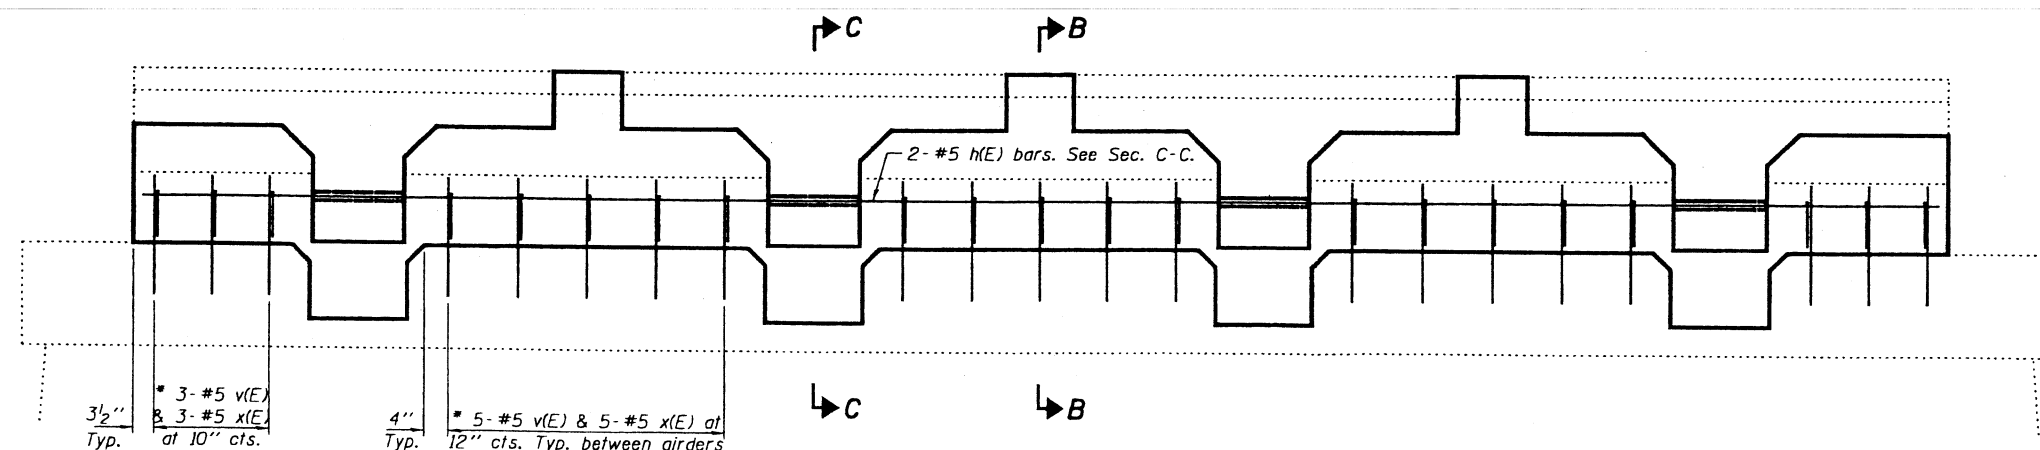 C B
2-#5 h(E) bars. See Sec. C-C.
C B
3½" Typ.
* 3-#5 v(E)
& 3-#5 x(E)
at 10" cts.
4" Typ.
* 5-#5 v(E) & 5-#5 x(E) at
12" cts. Typ. between girders